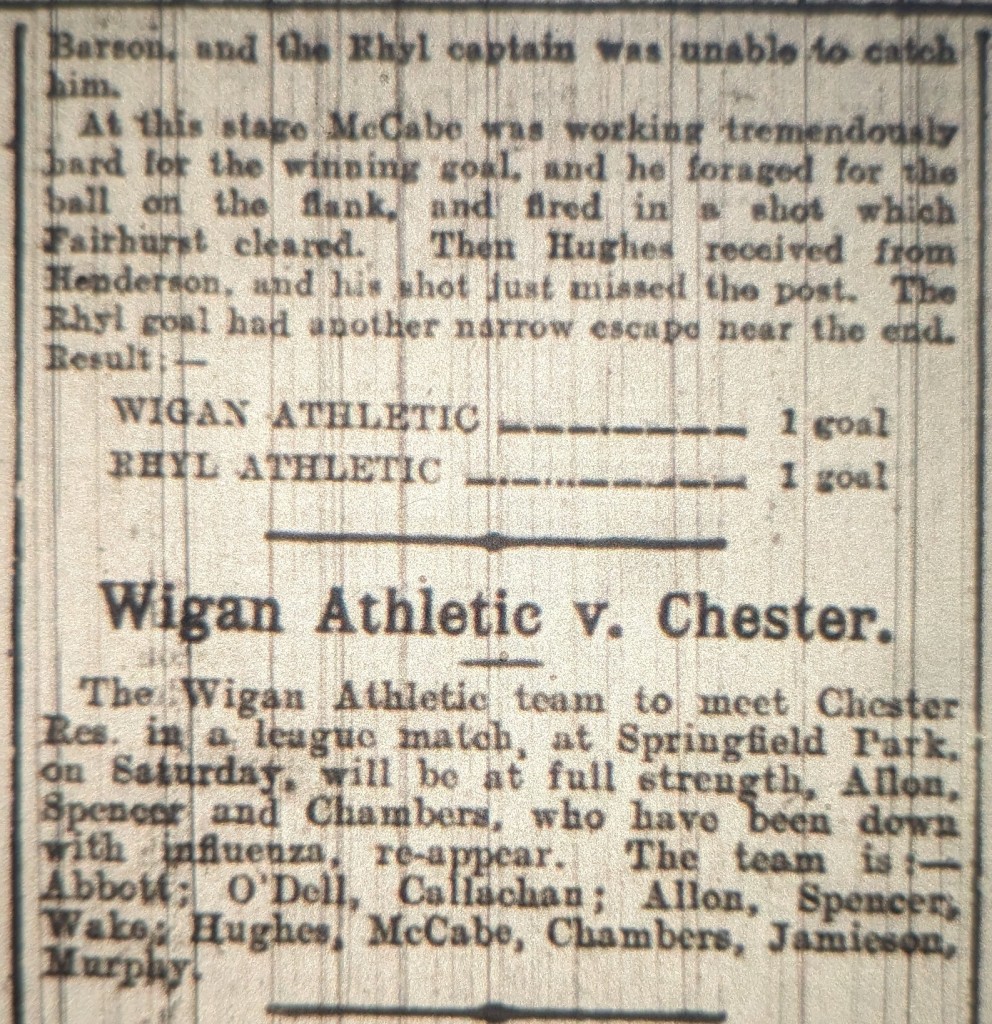 Barson, and the Rhyl captain was unable to catch
him.
At this stage McCabe was working tremendously
hard for the winning goal, and he foraged for the
ball on the flank, and fired in a shot which
Fairhurst cleared. Then Hughes received from
Henderson, and his shot just missed the post. The
Rhyl goal had another narrow escape near the end.
Result:—
WIGAN ATHLETIC 1 goal
RHYL ATHLETIC 1 goal
Wigan Athletic v. Chester.
The Wigan Athletic team to meet Chester
Res. in a league match, at Springfield Park,
on Saturday, will be at full strength, Allon,
Spencer and Chambers, who have been down
with influenza, re-appear. The team is:—
Abbott; O'Dell, Callachan; Allon, Spencer,
Wake; Hughes, McCabe, Chambers, Jamieson,
Murphy.